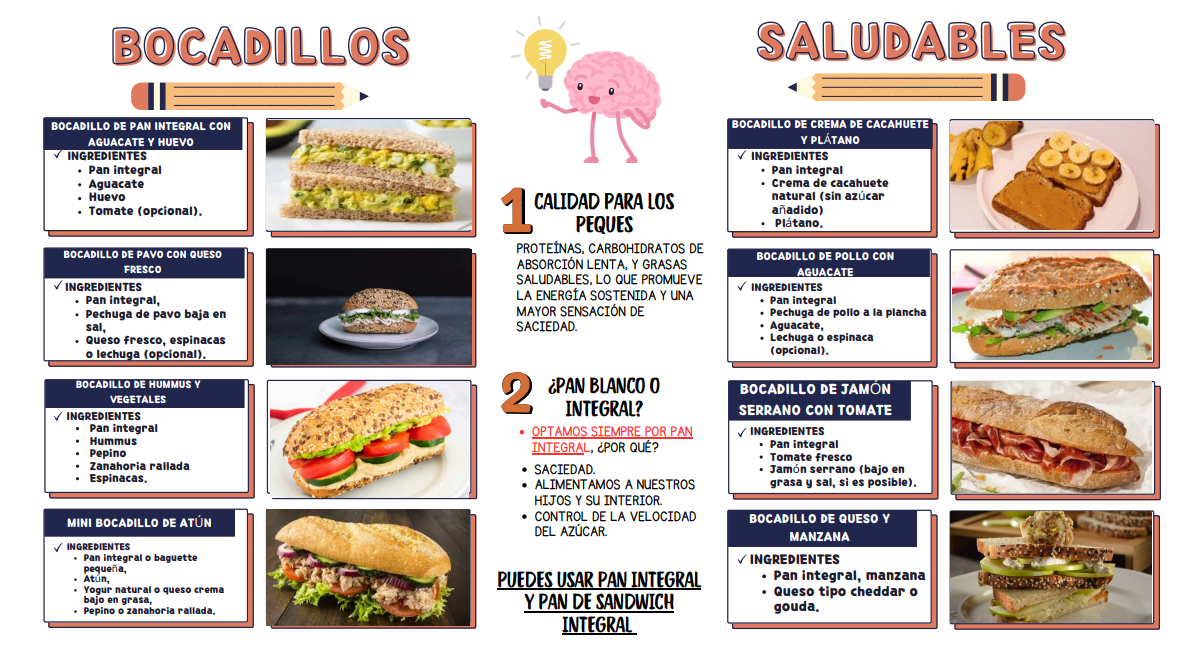 BOCADILLOS
BOCADILLO DE PAN INTEGRAL CON
AGUACATE Y HUEVO
✓ INGREDIENTES
• Pan integral
• Aguacate
• Huevo
• Tomate (opcional).
BOCADILLO DE PAVO CON QUESO
FRESCO
✓ INGREDIENTES
• Pan integral,
• Pechuga de pavo baja en
sal,
• Queso fresco, espinacas
o lechuga (opcional).
BOCADILLO DE HUMMUS Y
VEGETALES
✓ INGREDIENTES
• Pan integral
• Hummus
• Pepino
• Zanahoria rallada
• Espinacas.
MINI BOCADILLO DE ATÚN
✓ INGREDIENTES
• Pan integral o baguette
pequeña,
• Atún,
• Yogur natural o queso crema
bajo en grasa,
• Pepino o zanahoria rallada.
1 CALIDAD PARA LOS
PEQUES
PROTEÍNAS, CARBOHIDRATOS DE
ABSORCIÓN LENTA, Y GRASAS
SALUDABLES, LO QUE PROMUEVE
LA ENERGÍA SOSTENIDA Y UNA
MAYOR SENSACIÓN DE
SACIEDAD.
2 ¿PAN BLANCO O
INTEGRAL?
• OPTAMOS SIEMPRE POR PAN
INTEGRAL, ¿POR QUÉ?
• SACIEDAD.
• ALIMENTAMOS A NUESTROS
HIJOS Y SU INTERIOR.
• CONTROL DE LA VELOCIDAD
DEL AZÚCAR.
PUEDES USAR PAN INTEGRAL
Y PAN DE SANDWICH
INTEGRAL
SALUDABLES
BOCADILLO DE CREMA DE CACAHUETE
Y PLÁTANO
✓ INGREDIENTES
• Pan integral
• Crema de cacahuete
natural (sin azúcar
añadido)
• Plátano.
BOCADILLO DE POLLO CON
AGUACATE
✓ INGREDIENTES
• Pan integral
• Pechuga de pollo a la plancha
• Aguacate,
• Lechuga o espinaca
(opcional).
BOCADILLO DE JAMÓN
SERRANO CON TOMATE
✓ INGREDIENTES
• Pan integral
• Tomate fresco
• Jamón serrano (bajo en
grasa y sal, si es posible).
BOCADILLO DE QUESO Y
MANZANA
✓ INGREDIENTES
• Pan integral, manzana
• Queso tipo cheddar o
gouda.